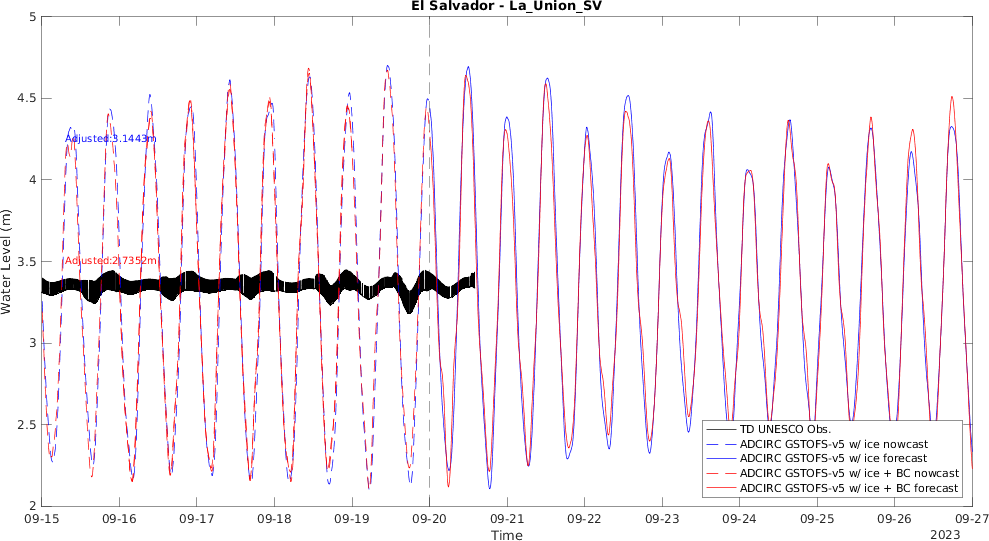 El Salvador - La_Union_SV
5
4.5
4
3.5
3
2.5
2
Water Level (m)
Adjusted:3.1443m
Adjusted:2.7352m
TD UNESCO Obs.
ADCIRC GSTOFS-v5 w/ ice nowcast
ADCIRC GSTOFS-v5 w/ ice forecast
ADCIRC GSTOFS-v5 w/ ice + BC nowcast
ADCIRC GSTOFS-v5 w/ ice + BC forecast
09-15 09-16 09-17 09-18 09-19 09-20 09-21 09-22 09-23 09-24 09-25 09-26 09-27
Time
2023